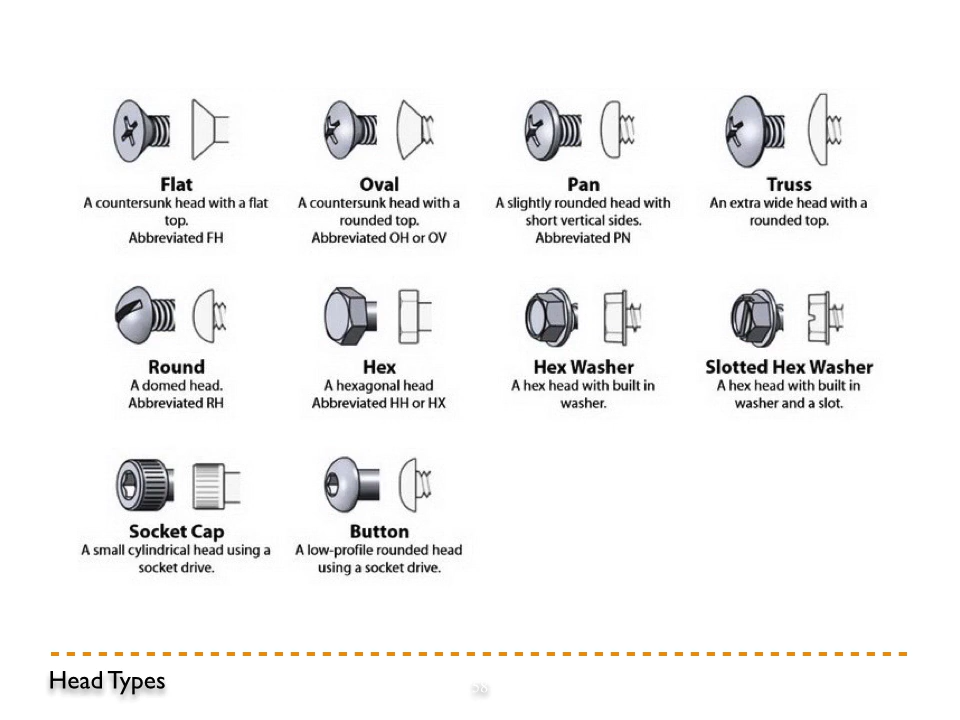 Flat
A countersunk head with a flat
top.
Abbreviated FH
Oval
A countersunk head with a
rounded top.
Abbreviated OH or OV
Pan
A slightly rounded head with
short vertical sides.
Abbreviated PN
Truss
An extra wide head with a
rounded top.
Round
A domed head.
Abbreviated RH
Hex
A hexagonal head
Abbreviated HH or HX
Hex Washer
A hex head with built in
washer.
Slotted Hex Washer
A hex head with built in
washer and a slot.
Socket Cap
A small cylindrical head using a
socket drive.
Button
A low-profile rounded head
using a socket drive.
Head Types